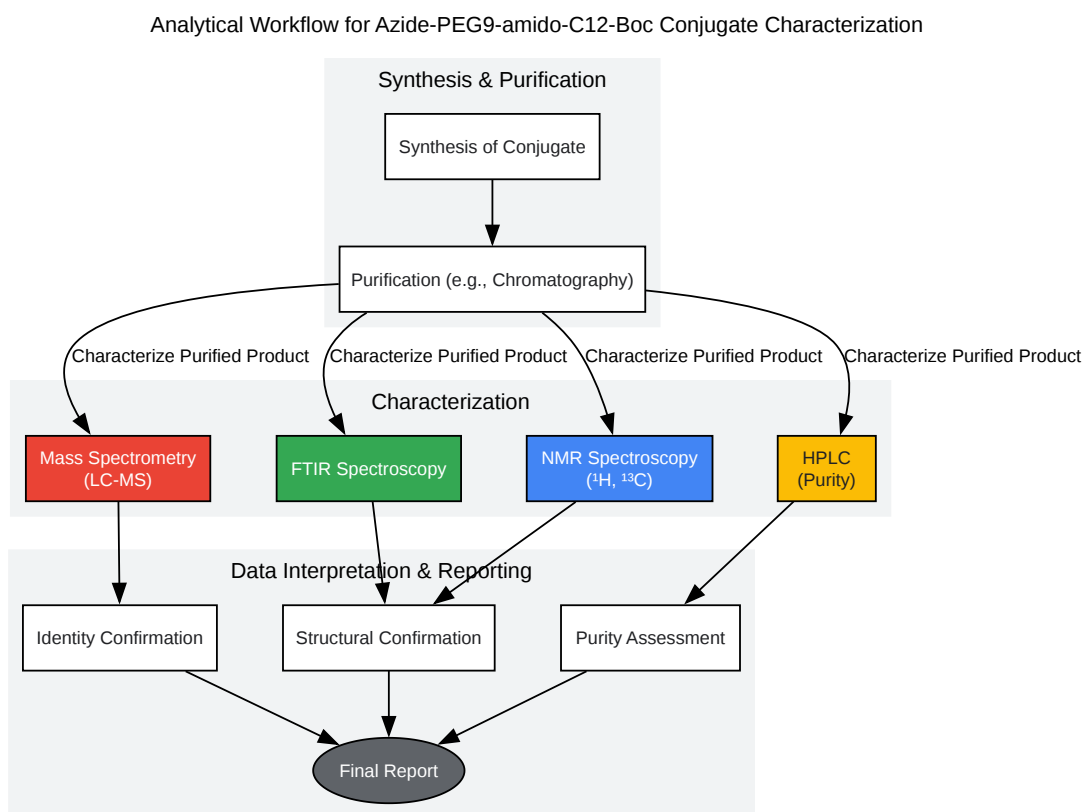 Analytical Workflow for Azide-PEG9-amido-C12-Boc Conjugate Characterization
Synthesis & Purification
Synthesis of Conjugate
Purification (e.g., Chromatography)
Characterize Purified Product
Characterize Purified Product
Characterize Purified Product
Characterize Purified Product
Characterization
Mass Spectrometry
(LC-MS)
FTIR Spectroscopy
NMR Spectroscopy
(¹H, ¹³C)
HPLC
(Purity)
Data Interpretation & Reporting
Identity Confirmation
Structural Confirmation
Purity Assessment
Final Report